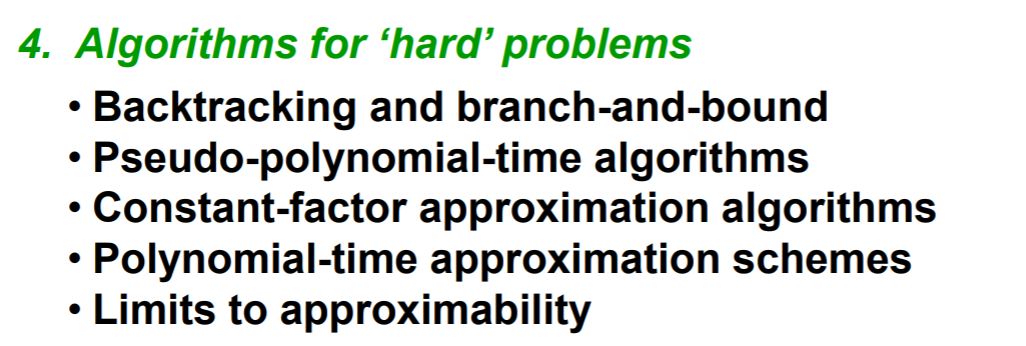 4. Algorithms for ‘hard’ problems
• Backtracking and branch-and-bound
• Pseudo-polynomial-time algorithms
• Constant-factor approximation algorithms
• Polynomial-time approximation schemes
• Limits to approximability